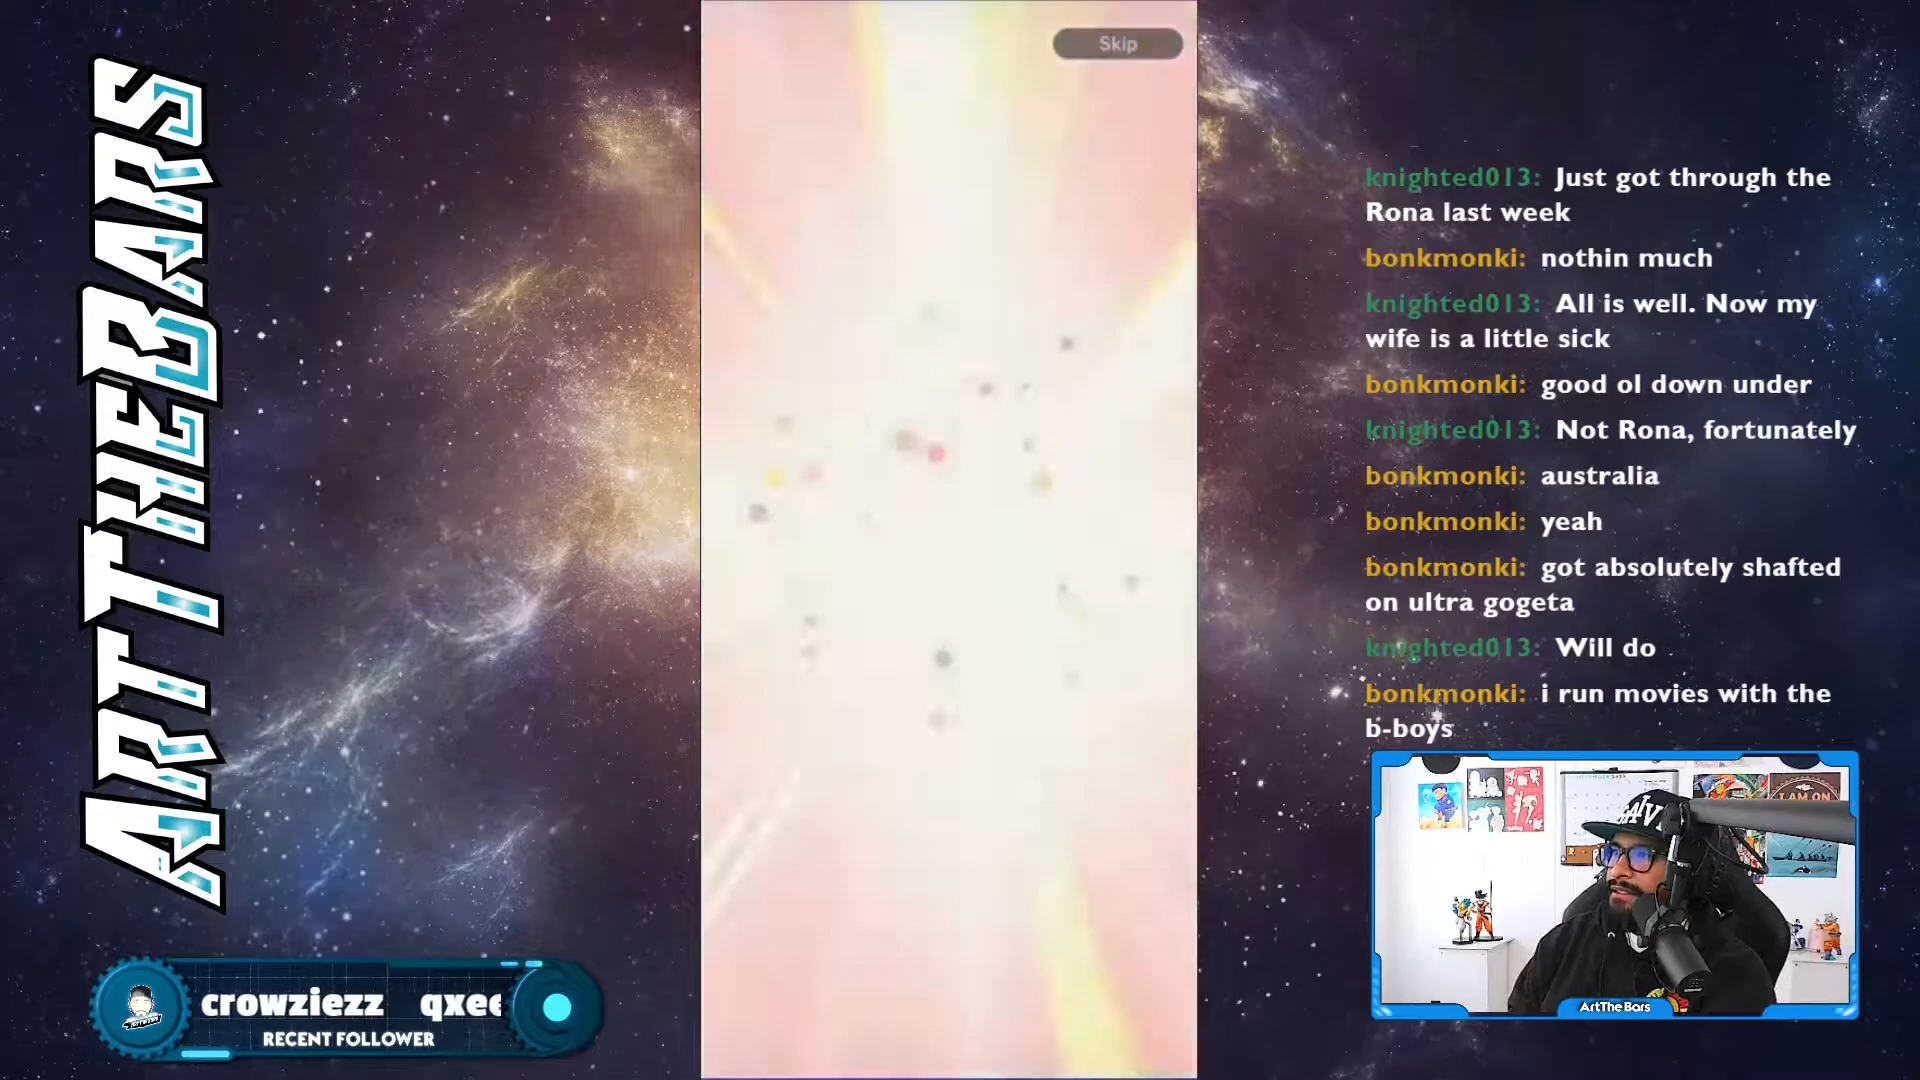 ARTTHEBARS
Skip
knighted013: Just got through the
Rona last week
bonkmonki: nothin much
knighted013: All is well. Now my
wife is a little sick
bonkmonki: good ol down under
knighted013: Not Rona, fortunately
bonkmonki: australia
bonkmonki: yeah
bonkmonki: got absolutely shafted
on ultra gogeta
knighted013: Will do
bonkmonki: i run movies with the
b-boys
I AM ON
ArtThe Bars
crowziezz qxee
RECENT FOLLOWER